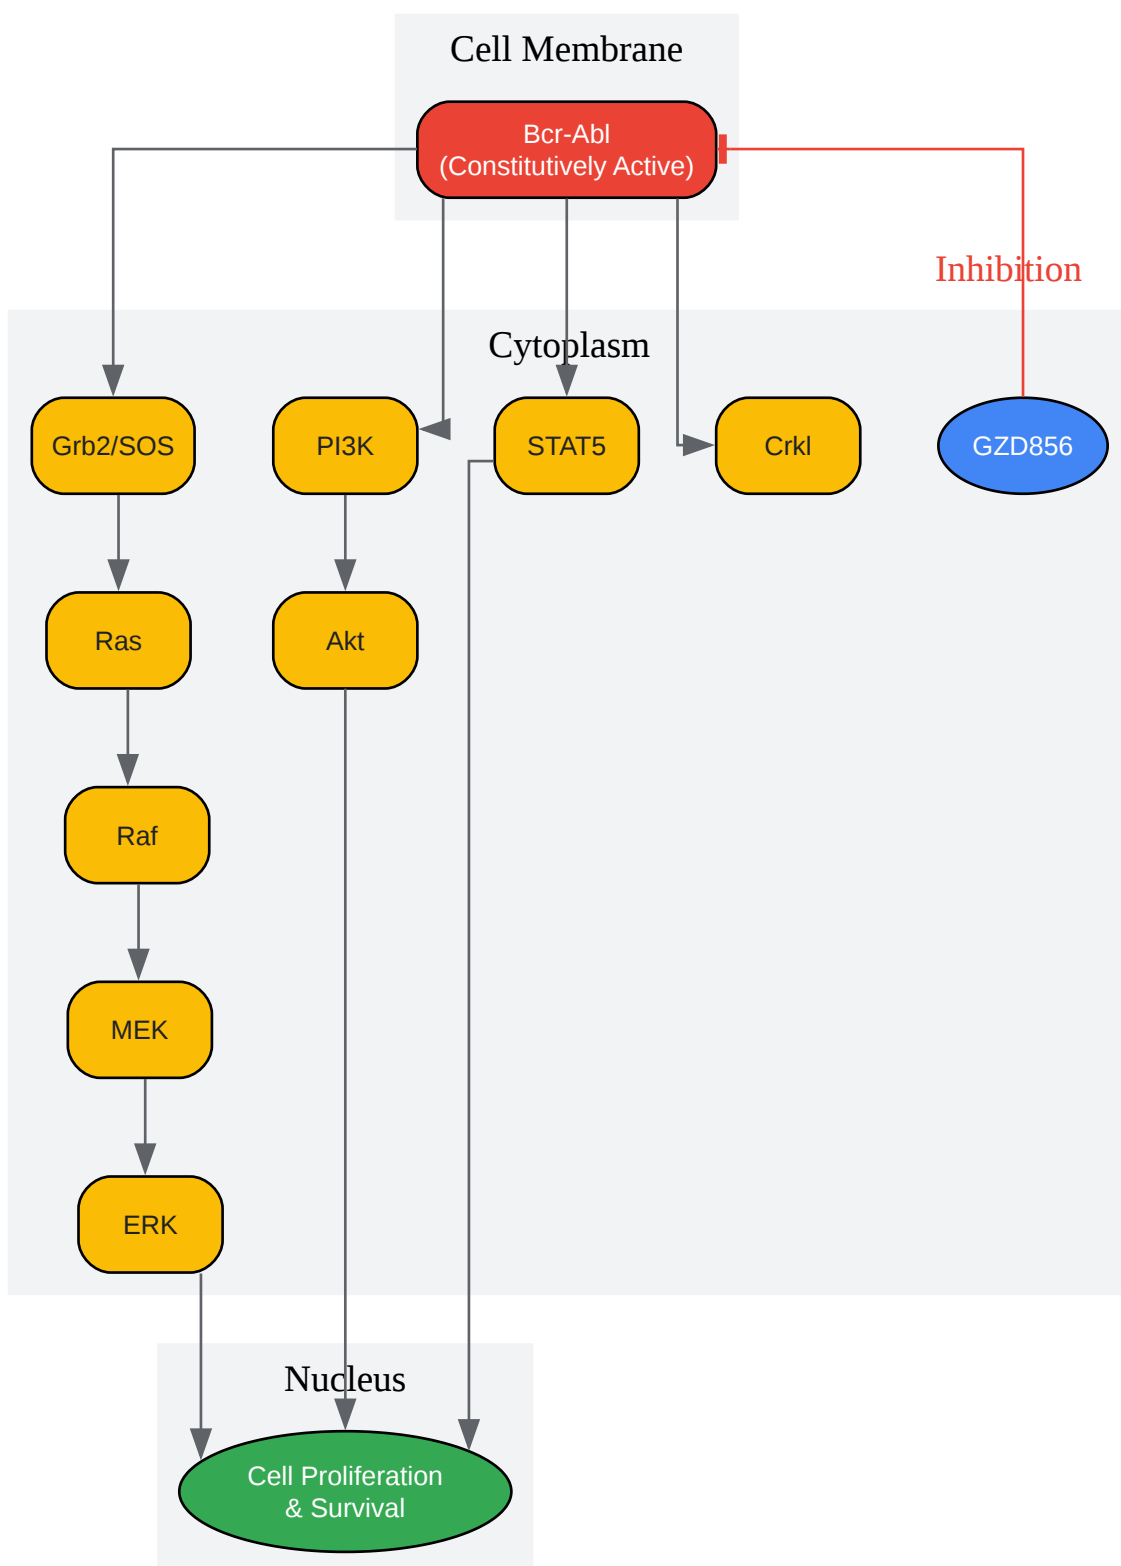 Cell Membrane
Bcr-Abl
(Constitutively Active)
Inhibition
Cytoplasm
Grb2/SOS
PI3K
STAT5
Crkl
GZD856
Ras
Akt
Raf
MEK
ERK
Nucleus
Cell Proliferation
& Survival